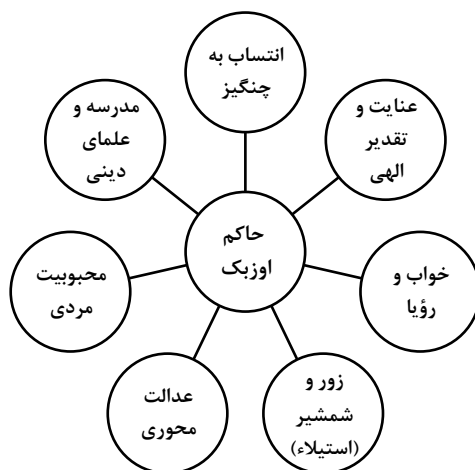 انتساب به
چنگیز
عنایت و
تقدیر
الهی
خواب و
رؤیا
زور و
شمشیر
(استیلاء)
عدالت
محوری
محبوبیت
مردی
مدرسه و
علمای
دینی
حاکم
اوزبک